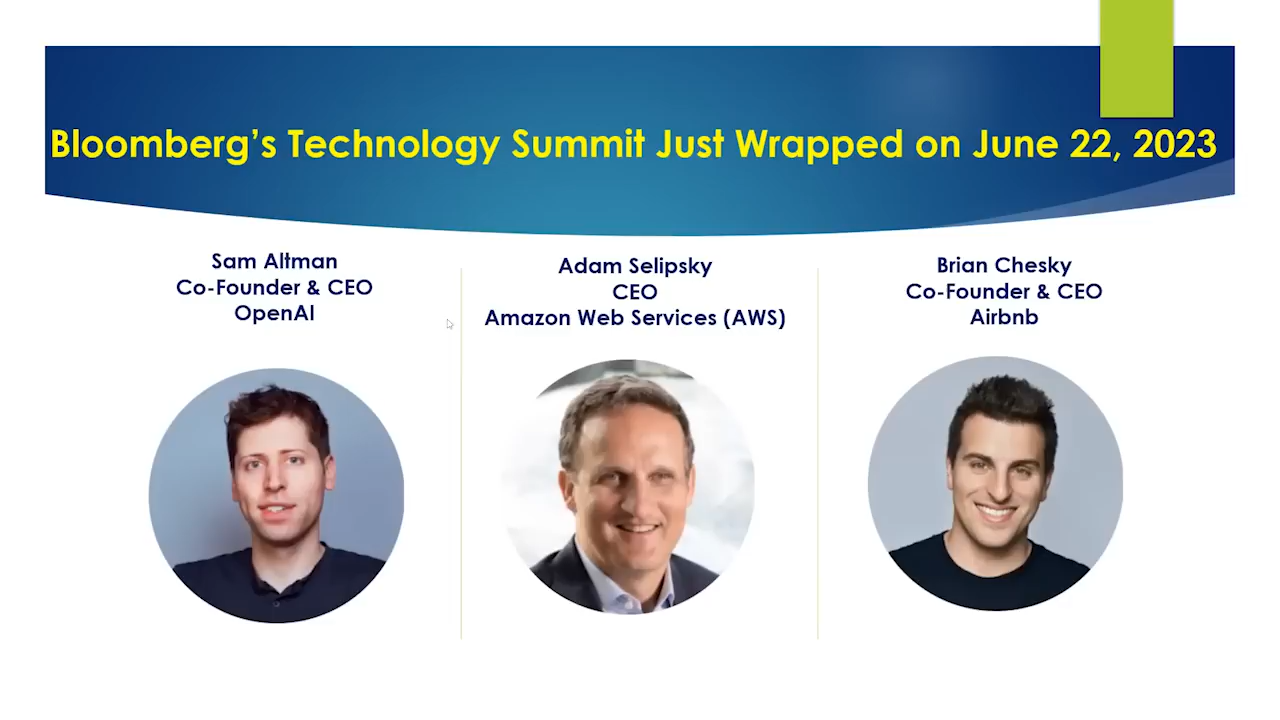 Bloomberg’s Technology Summit Just Wrapped on June 22, 2023
Sam Altman
Co-Founder & CEO
OpenAI
Adam Selipsky
CEO
Amazon Web Services (AWS)
Brian Chesky
Co-Founder & CEO
Airbnb